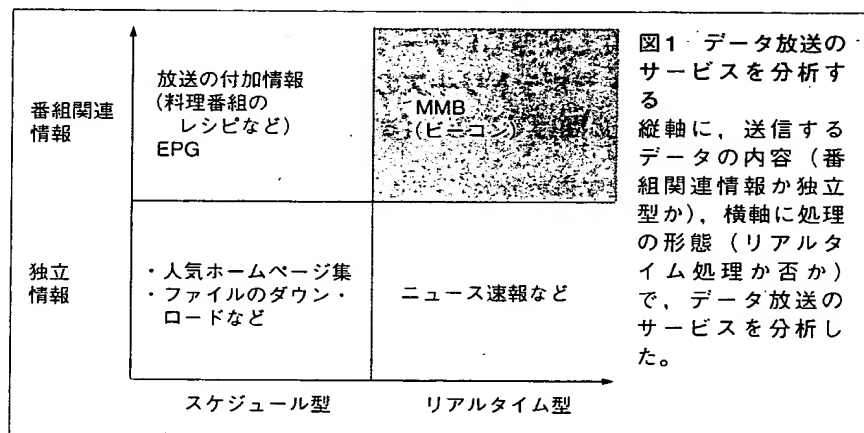 番組関連
情報
放送の付加情報
(料理番組の
レシピなど)
EPG
MMB
(ビーコン)
独立
情報
・人気ホームページ集
・ファイルのダウン・
ロードなど
ニュース速報など
スケジュール型
リアルタイム型
図1 データ放送の
サービスを分析す
る
縦軸に，送信する
データの内容（番
組関連情報か独立
型か），横軸に処理
の形態（リアルタ
イム処理か否か）
で，データ放送の
サービスを分析し
た。